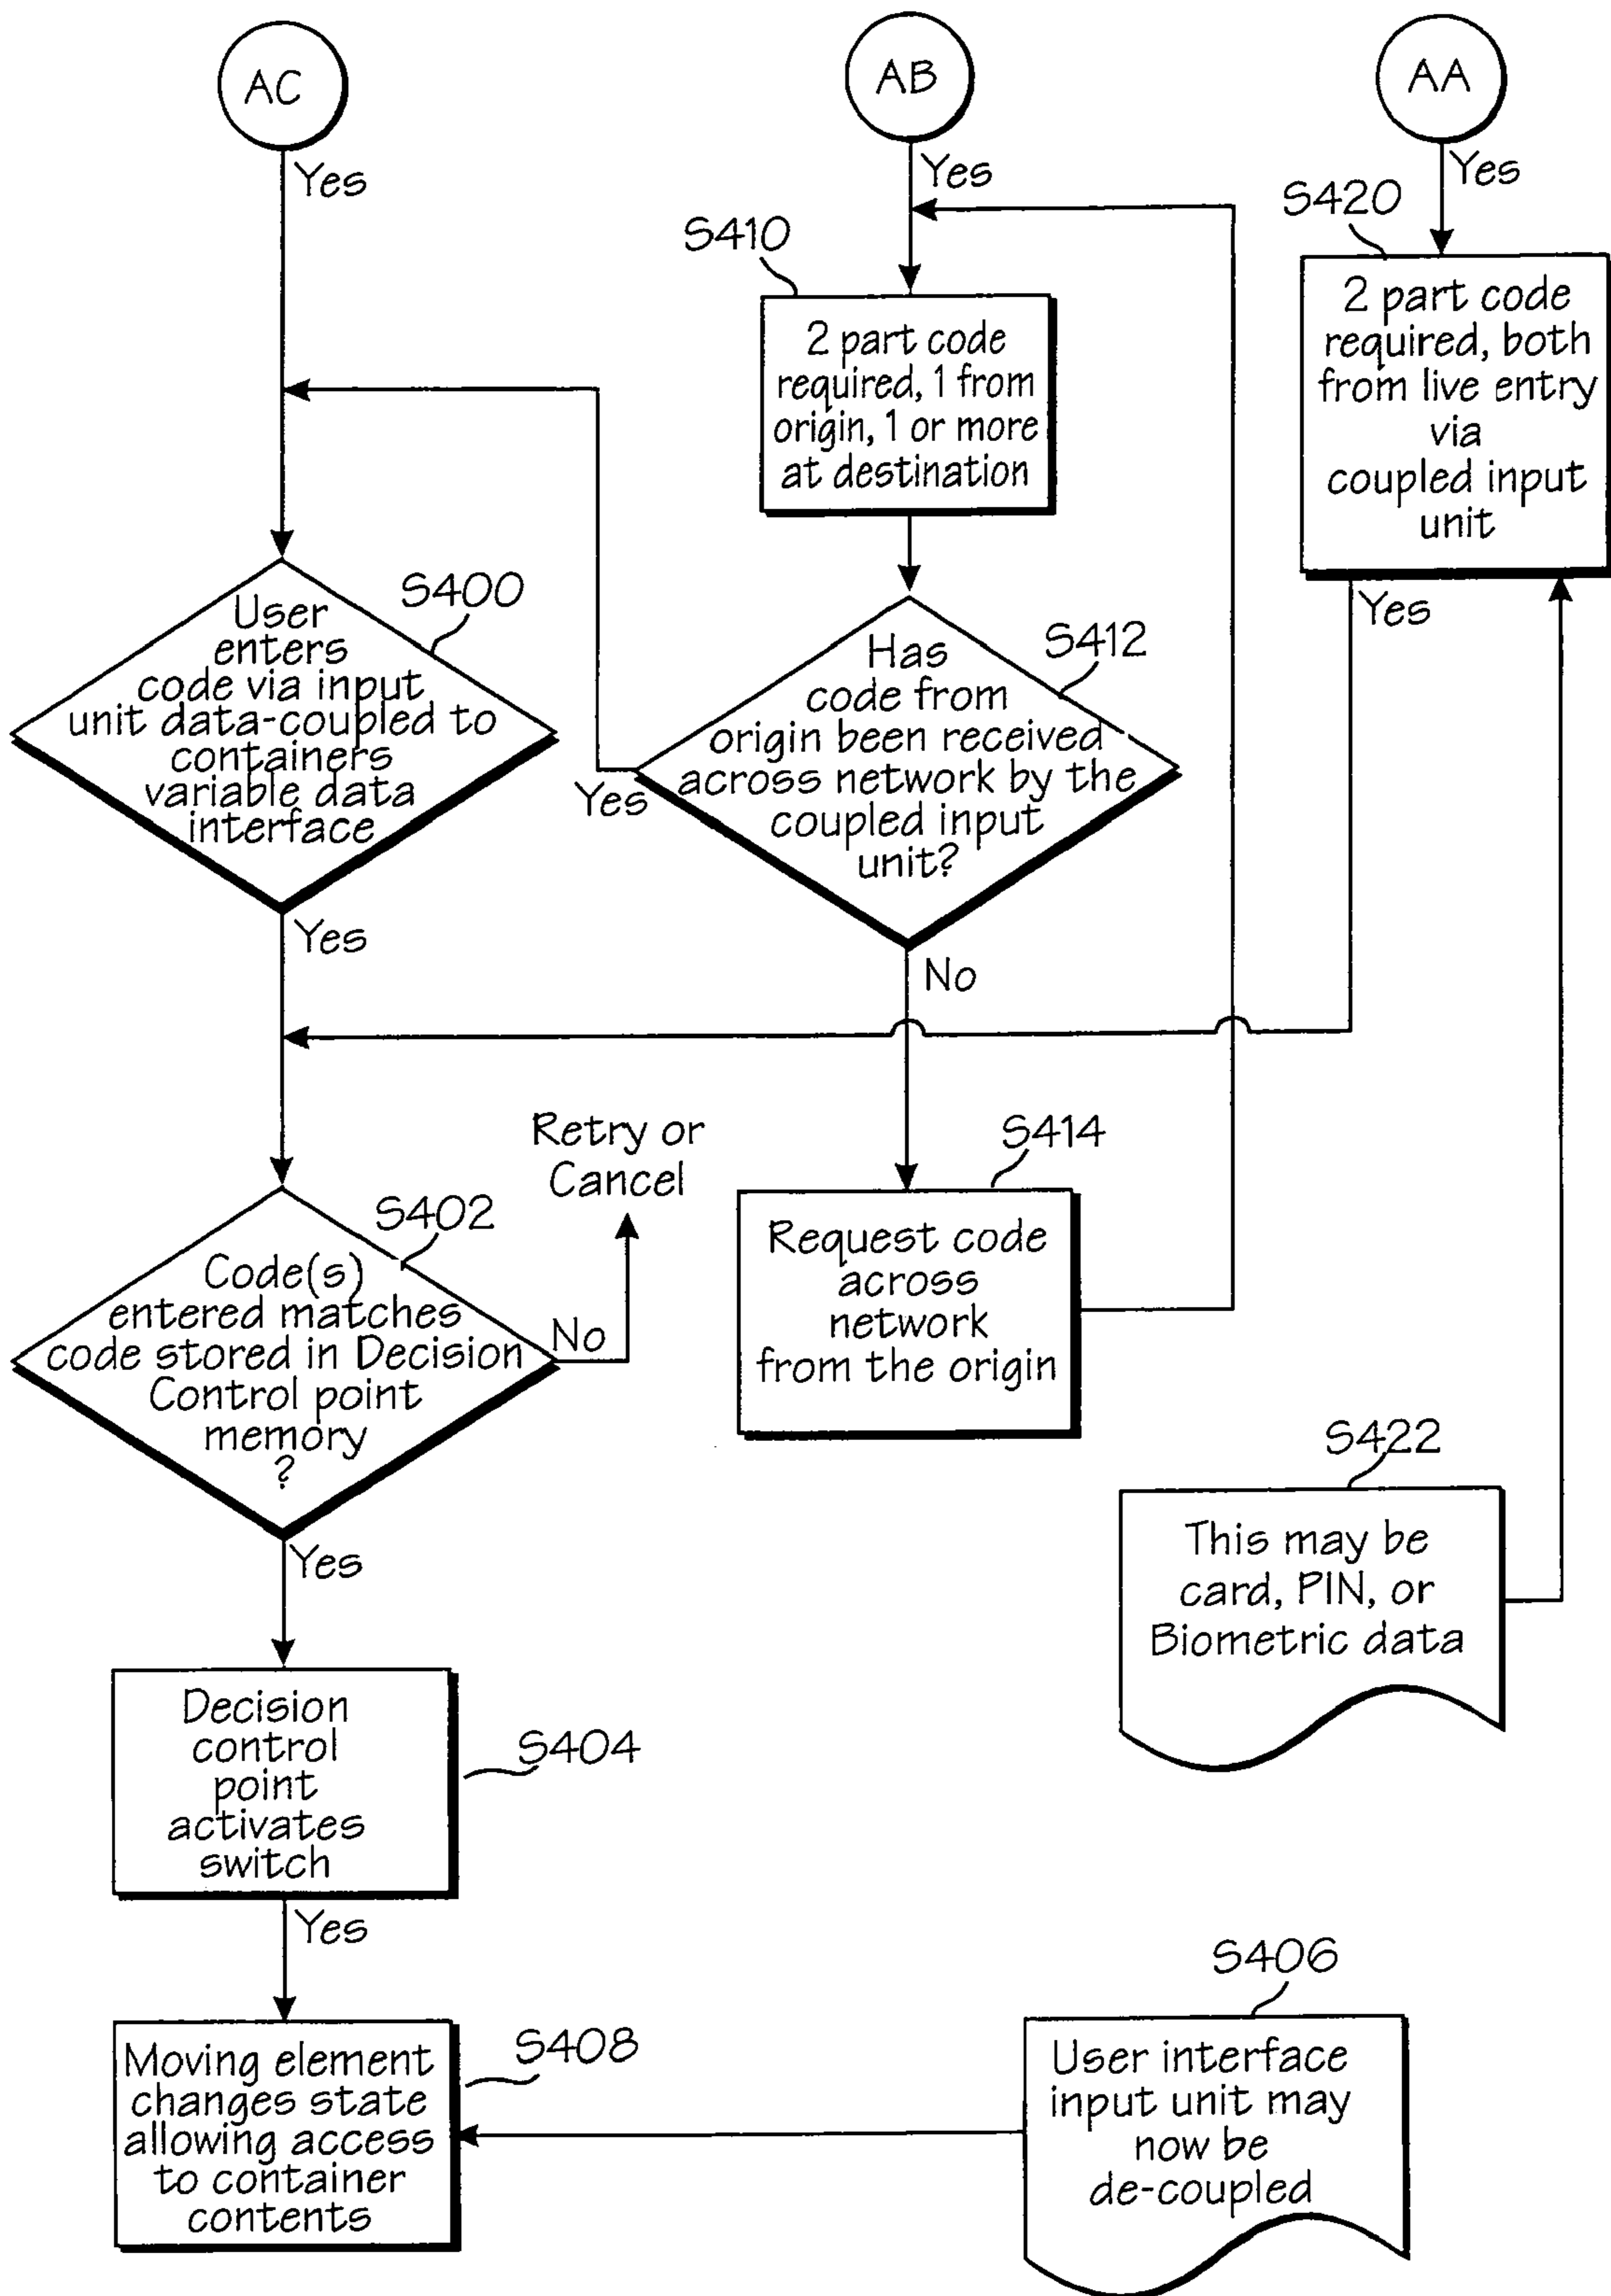 AC
AB
AA
Yes
Yes
Yes
S420
S410
2 part code
required, both
from live entry
via
coupled input
unit
2 part code
required, 1 from
origin, 1 or more
at destination
S400
User
enters
code via input
unit data-coupled to
containers
variable data
interface
S412
Has
code from
origin been received
across network by the
coupled input
unit?
Yes
Yes
Yes
No
Retry or
Cancel
S414
Request code
across
network
from the origin
S402
Code(s)
entered matches
code stored in Decision
Control point
memory
?
No
Yes
S422
This may be
card, PIN, or
Biometric data
Decision
control
point
activates
switch
S404
Yes
S406
User interface
input unit may
now be
de-coupled
S408
Moving element
changes state
allowing access
to container
contents